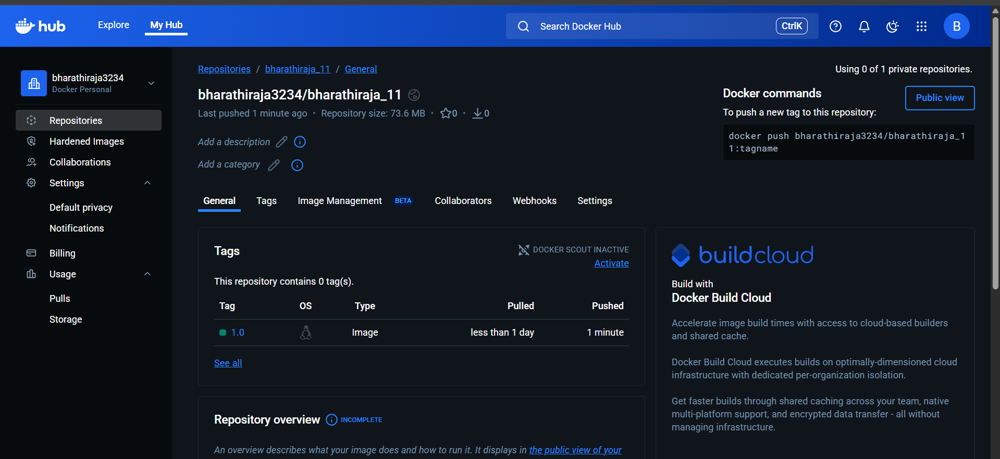 hub
Explore
My Hub
Search Docker Hub
CtrlK
B
bharathiraja3234
Docker Personal
Repositories
Hardened Images
Collaborations
Settings
Default privacy
Notifications
Billing
Usage
Pulls
Storage
Repositories / bharathiraja_11 / General
Using 0 of 1 private repositories.
bharathiraja3234/bharathiraja_11
Last pushed 1 minute ago • Repository size: 73.6 MB • 0 • 0
Add a description
Add a category
Docker commands
Public view
To push a new tag to this repository:
docker push bharathiraja3234/bharathiraja_1
1:tagname
General
Tags
Image Management BETA
Collaborators
Webhooks
Settings
Tags
DOCKER SCOUT INACTIVE
Activate
This repository contains 0 tag(s).
Tag OS Type Pulled Pushed
1.0 Image less than 1 day 1 minute
See all
Repository overview INCOMPLETE
An overview describes what your image does and how to run it. It displays in the public view of your
buildcloud
Build with
Docker Build Cloud
Accelerate image build times with access to cloud-based builders
and shared cache.
Docker Build Cloud executes builds on optimally-dimensioned cloud
infrastructure with dedicated per-organization isolation.
Get faster builds through shared caching across your team, native
multi-platform support, and encrypted data transfer - all without
managing infrastructure.